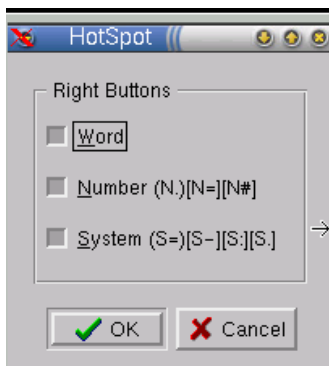 HotSpot
Right Buttons
Word
Number (N.)[N=][N#]
System (S=)[S-][S:][S.]
OK
Cancel